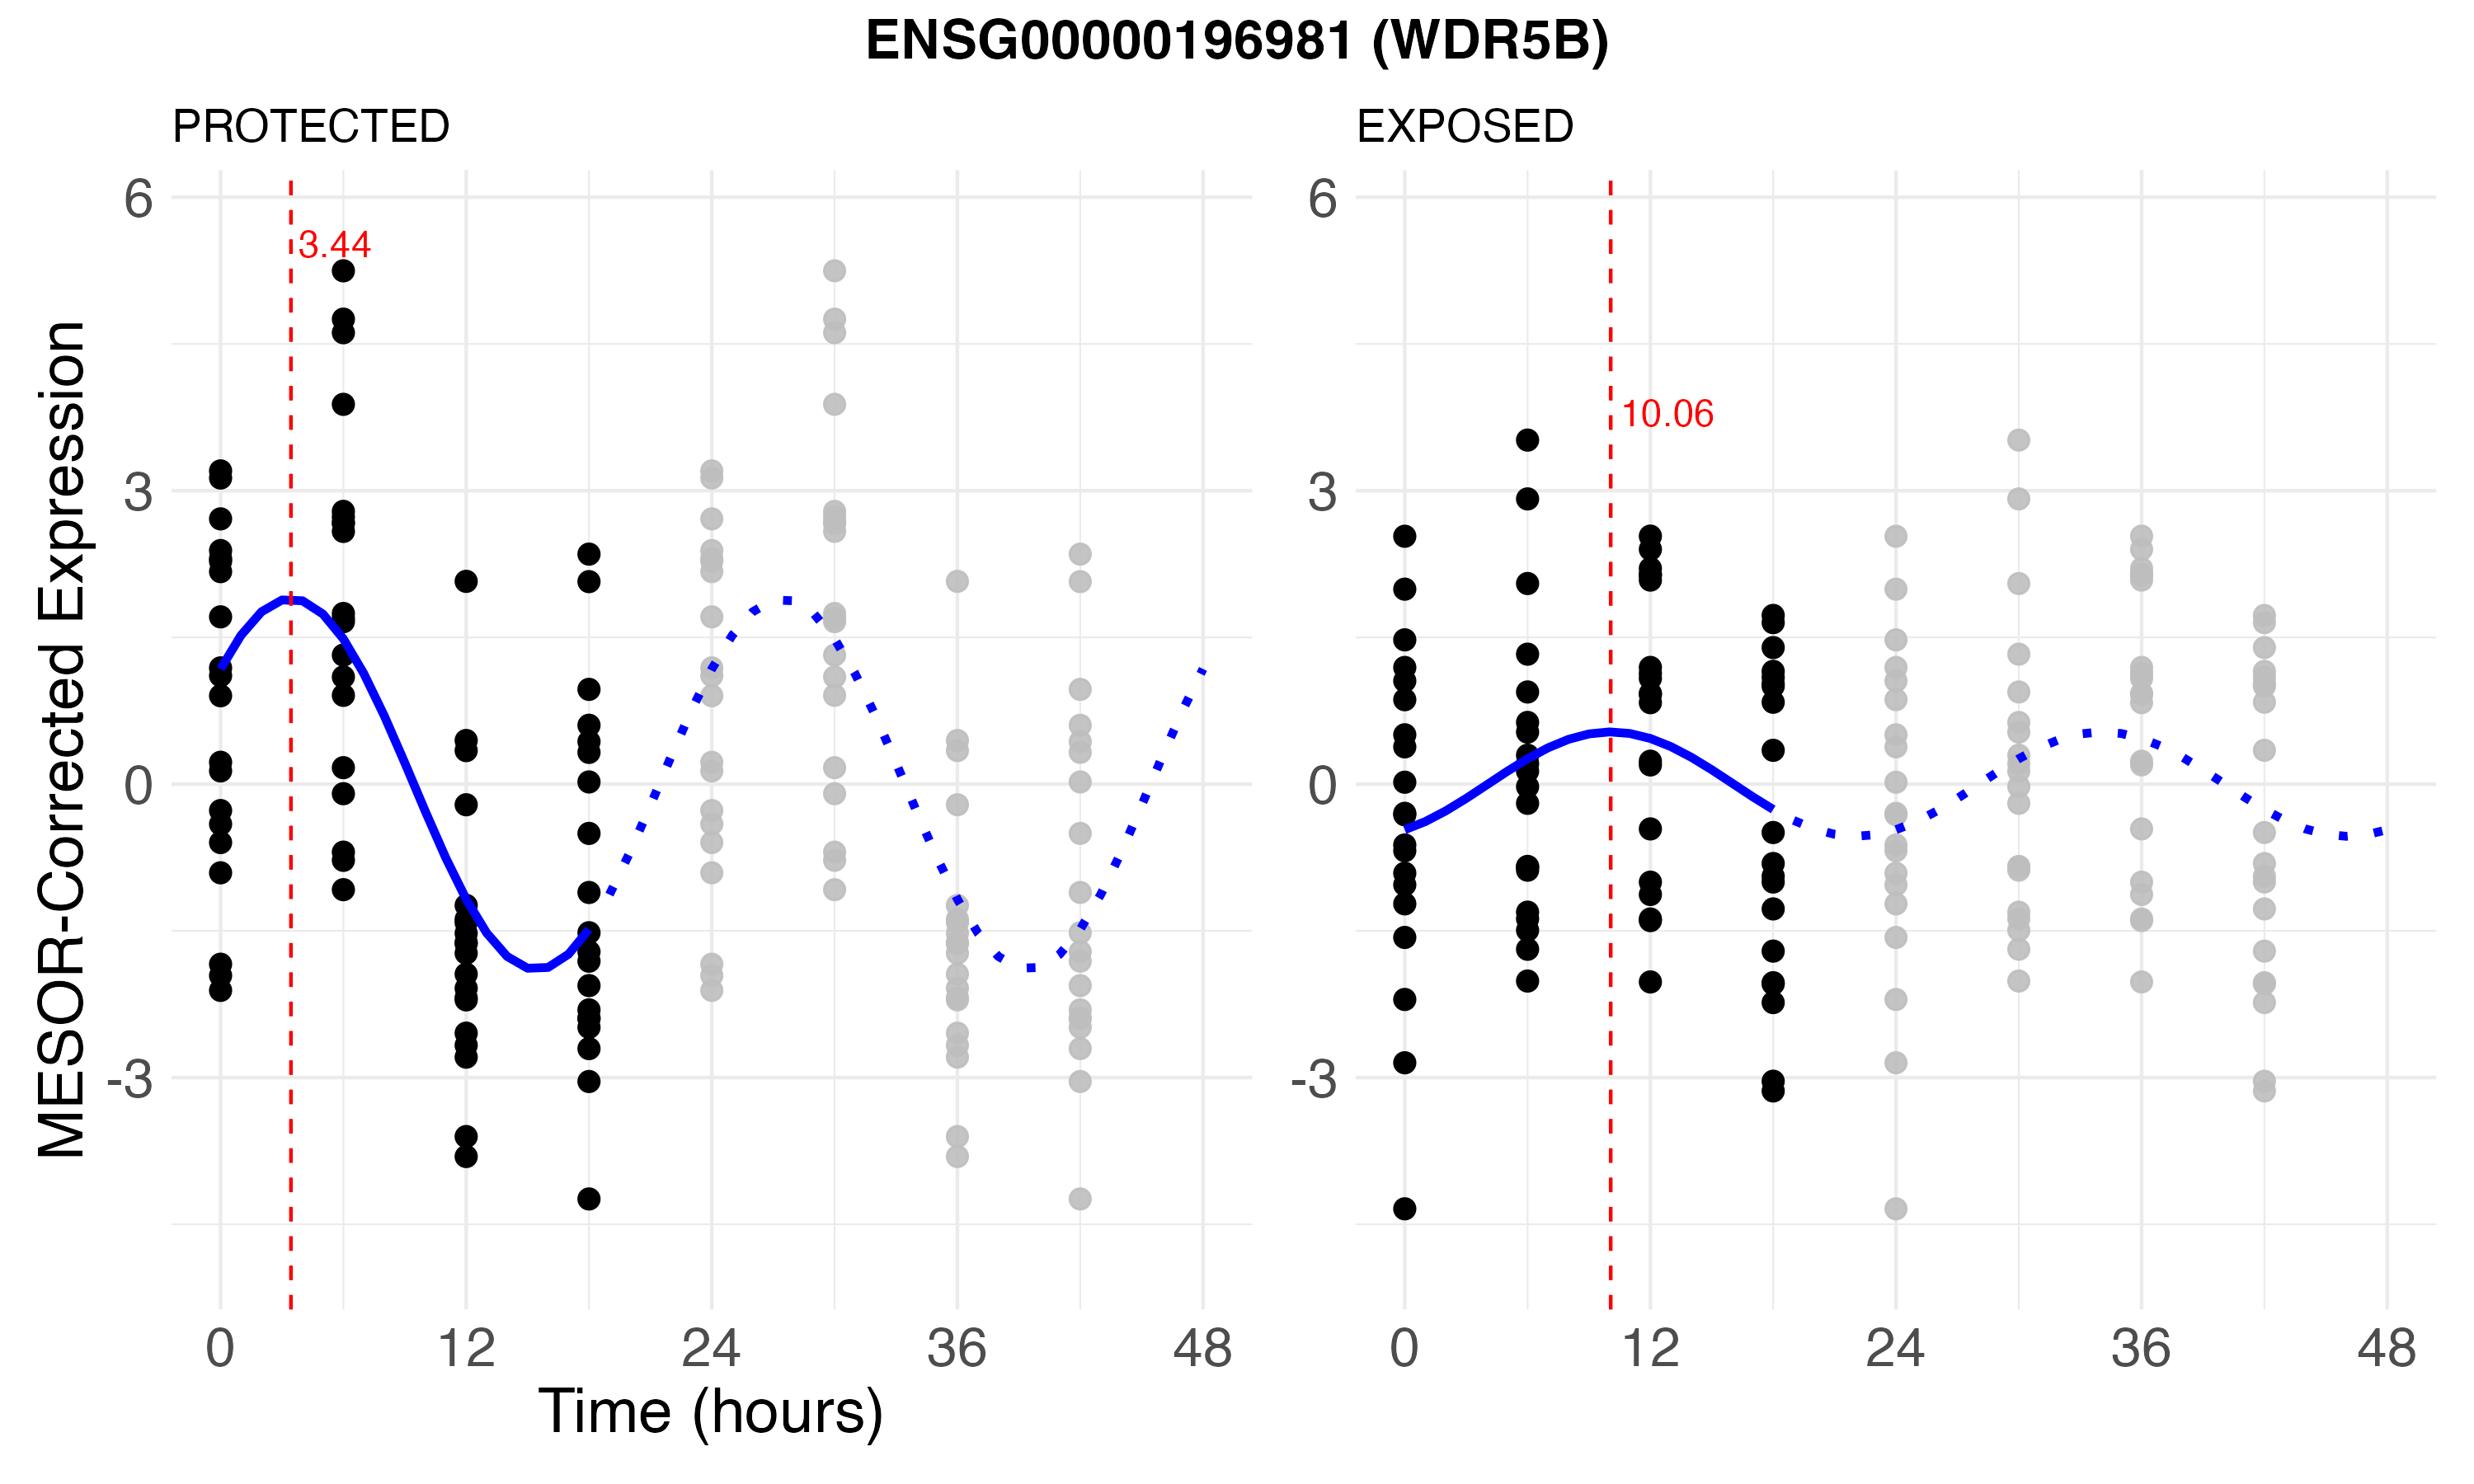 ENSG00000196981 (WDR5B)
PROTECTED
EXPOSED
MESOR-Corrected Expression
6
3
0
-3
3.44
0 12 24 36 48
6
3
0
-3
10.06
0 12 24 36 48
Time (hours)